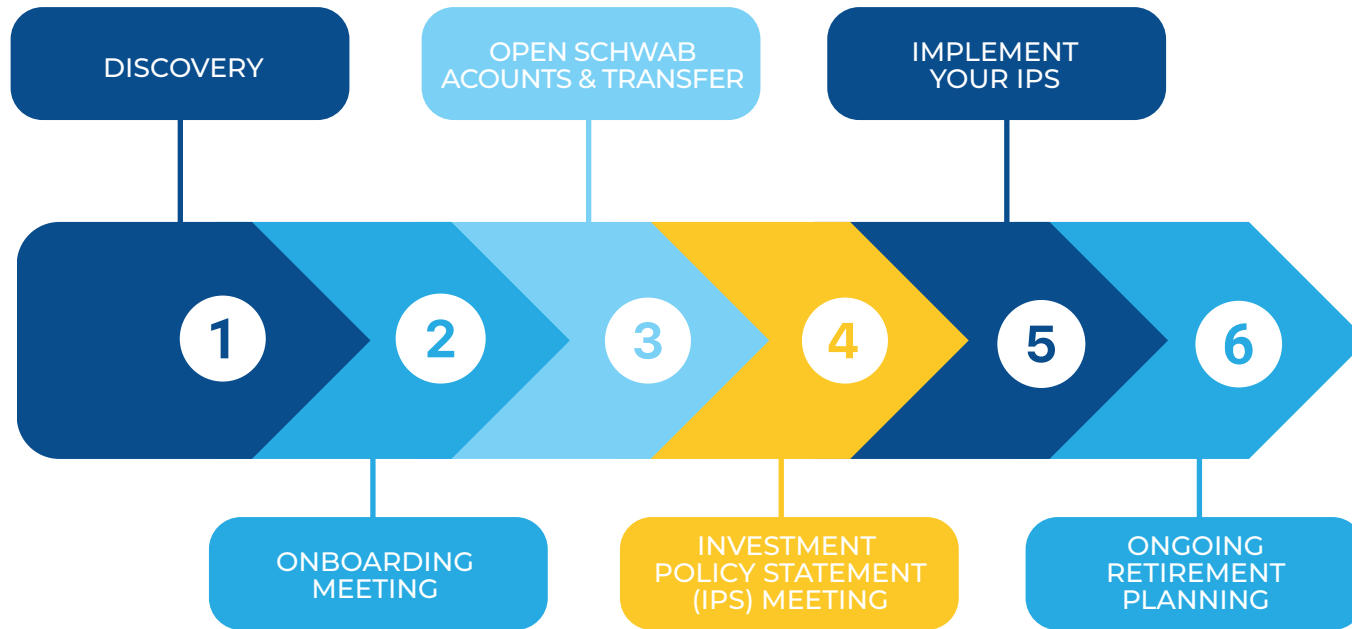 DISCOVERY
OPEN SCHWAB
ACOUNTS & TRANSFER
IMPLEMENT
YOUR IPS
1
2
3
4
5
6
ONBOARDING
MEETING
INVESTMENT
POLICY STATEMENT
(IPS) MEETING
ONGOING
RETIREMENT
PLANNING